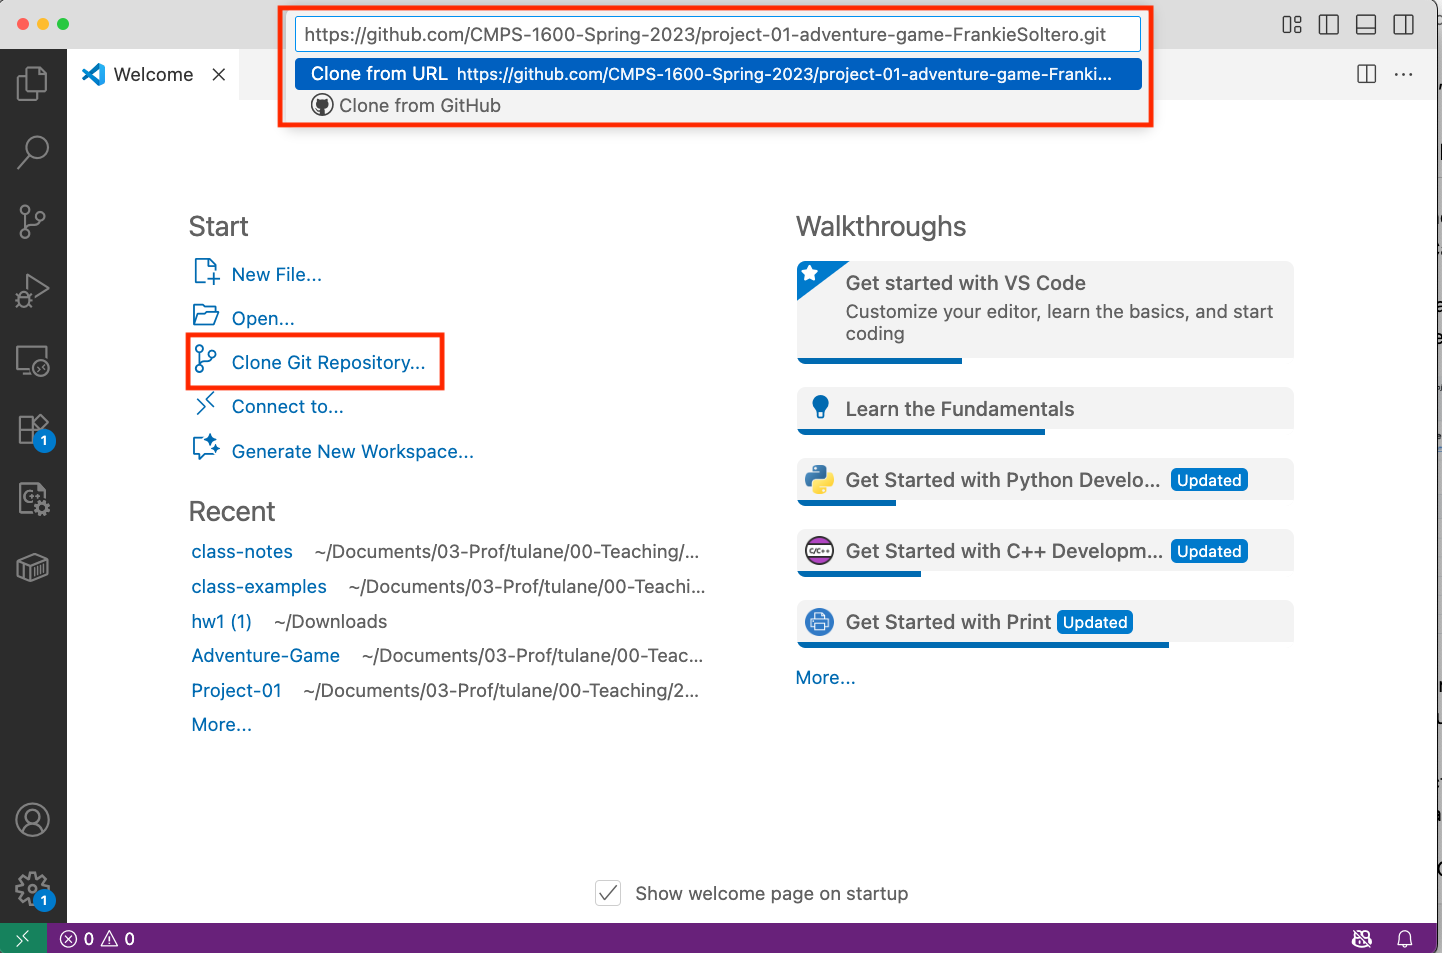 https://github.com/CMPS-1600-Spring-2023/project-01-adventure-game-FrankieSoltero.git
Clone from URL https://github.com/CMPS-1600-Spring-2023/project-01-adventure-game-Franki...
Clone from GitHub
Welcome
Start
New File...
Open...
Clone Git Repository...
Connect to...
Generate New Workspace...
Recent
class-notes ~/Documents/03-Prof/tulane/00-Teaching/...
class-examples ~/Documents/03-Prof/tulane/00-Teachi...
hw1 (1) ~/Downloads
Adventure-Game ~/Documents/03-Prof/tulane/00-Teac...
Project-01 ~/Documents/03-Prof/tulane/00-Teaching/2...
More...
Walkthroughs
Get started with VS Code
Customize your editor, learn the basics, and start
coding
Learn the Fundamentals
Get Started with Python Develo... Updated
C/C++
Get Started with C++ Developm... Updated
Get Started with Print Updated
More...
1
C++
1
Show welcome page on startup
0 0